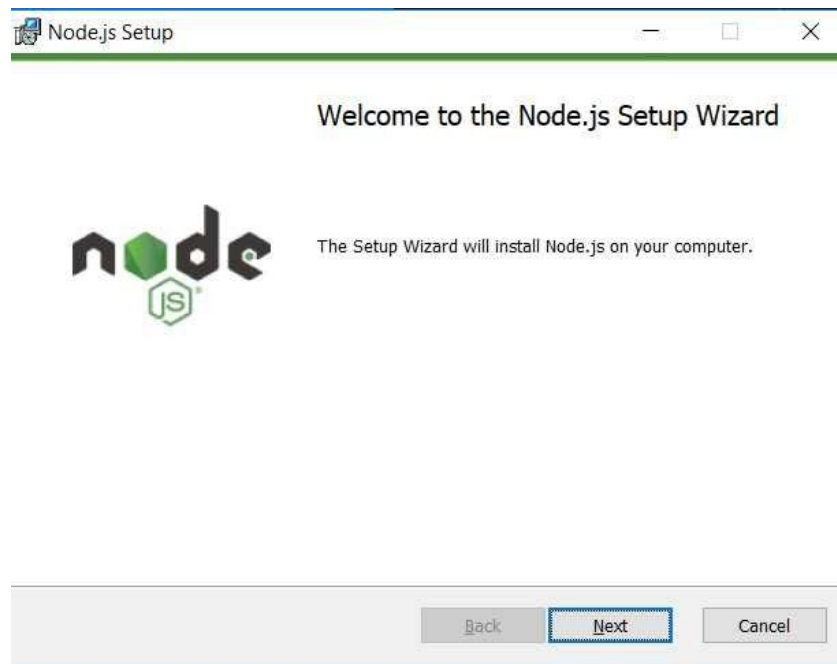 Node.js Setup
Welcome to the Node.js Setup Wizard
node
JS
The Setup Wizard will install Node.js on your computer.
Back
Next
Cancel